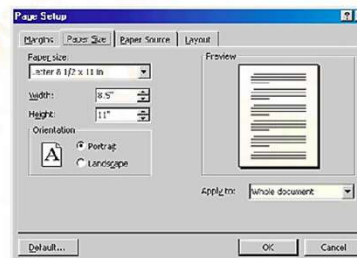 Page Setup
Margins Paper Size Paper Source Layout
Paper size:
Letter 8 1/2 x 11 in
Width: 8.5"
Height: 11"
Orientation
A
Portrait
Landscape
Preview
Apply to: Whole document
Default... OK Cancel